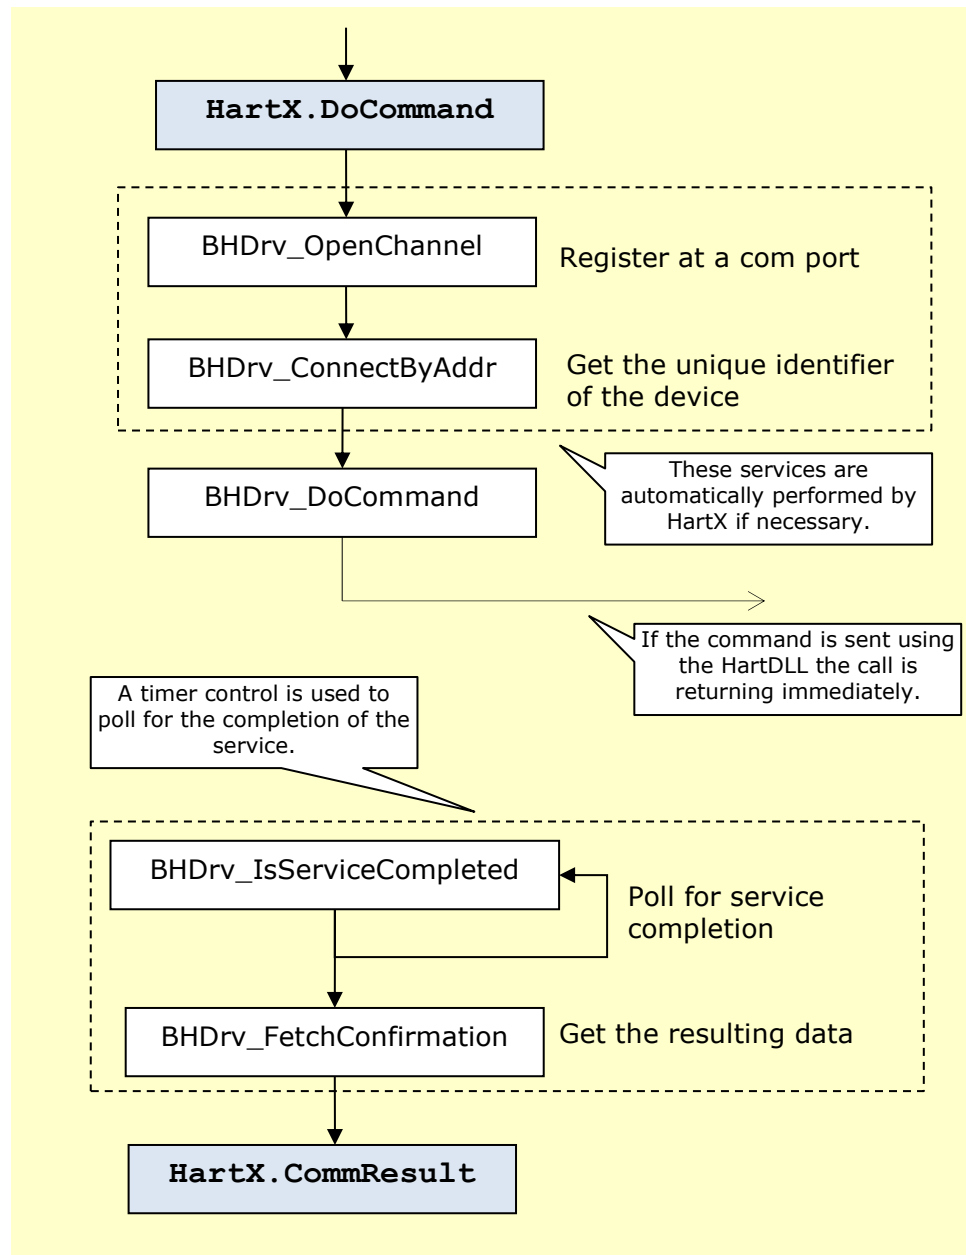 HartX.DoCommand
BHDrv_OpenChannel
Register at a com port
BHDrv_ConnectByAddr
Get the unique identifier
of the device
BHDrv_DoCommand
These services are
automatically performed by
HartX if necessary.
If the command is sent using
the HartDLL the call is
returning immediately.
A timer control is used to
poll for the completion of the
service.
BHDrv_IsServiceCompleted
Poll for service
completion
BHDrv_FetchConfirmation
Get the resulting data
HartX.CommResult